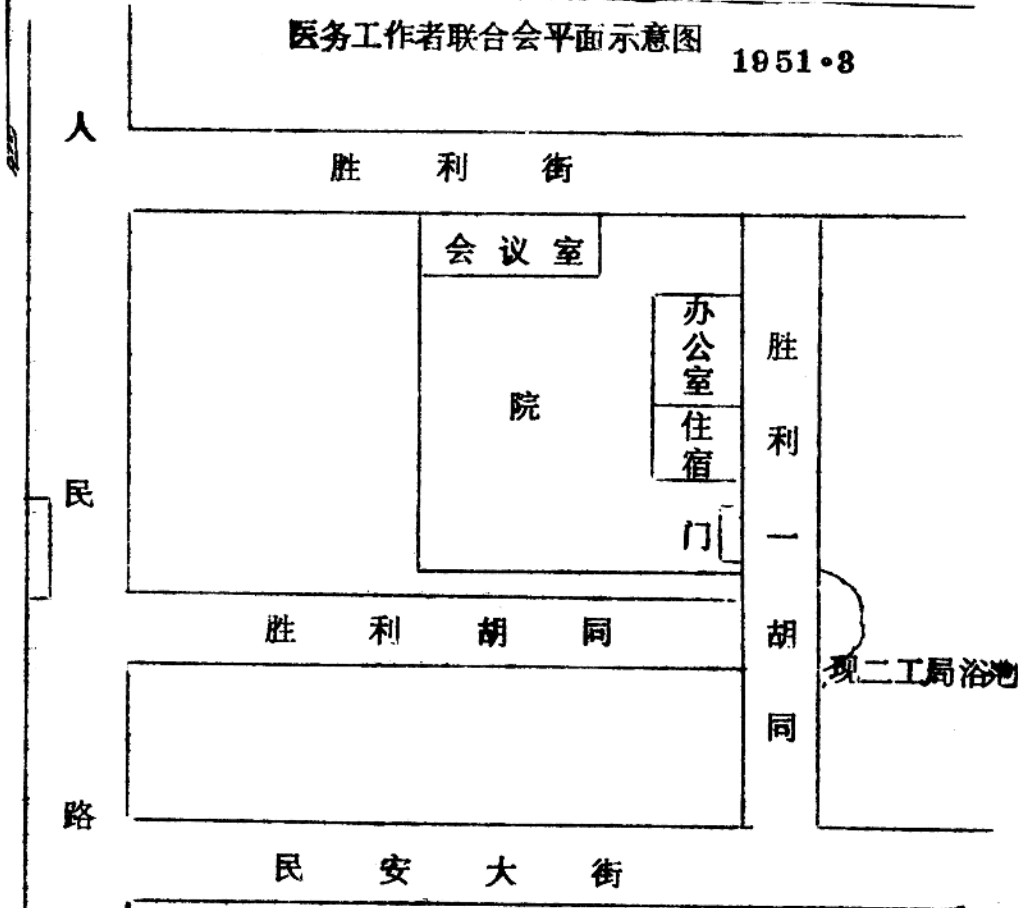 医务工作者联合会平面示意图
1951·3
人民路
胜利街
会议室
办公室
住宿
院
门
胜利一胡同
胜利胡同
现二工局浴池
民安大街